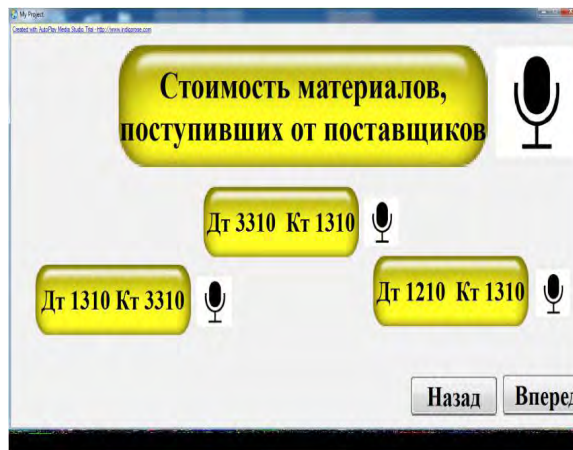 My Project
Created with AutoPlay Media Studio Trial - http://www.indigorose.com
Стоимость материалов,
поступивших от поставщиков
Дт 3310 Кт 1310
Дт 1310 Кт 3310
Дт 1210 Кт 1310
Назад
Вперед